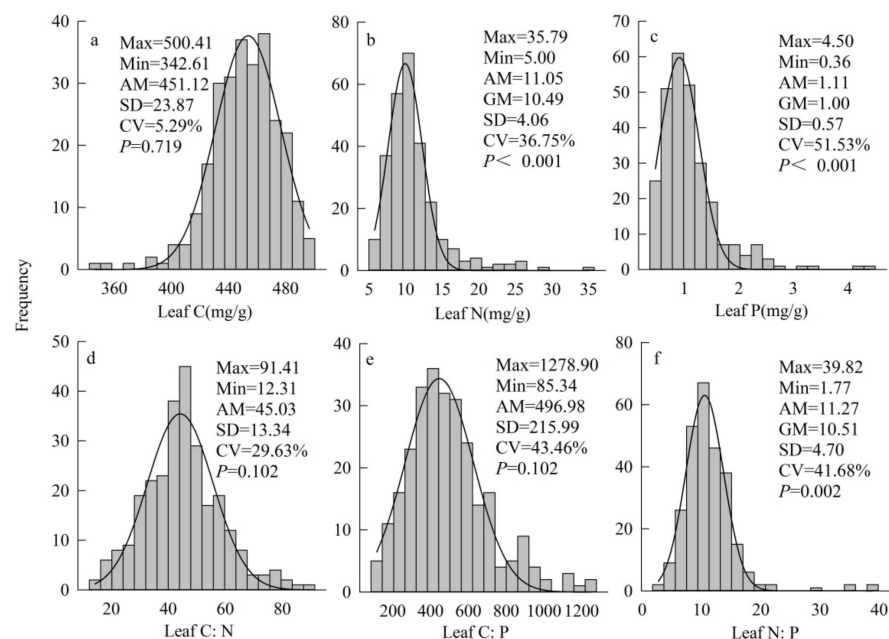 Frequency
a
Max=500.41
Min=342.61
AM=451.12
SD=23.87
CV=5.29%
P=0.719
40
30
20
10
0
360 400 440 480
Leaf C(mg/g)
b
Max=35.79
Min=5.00
AM=11.05
GM=10.49
SD=4.06
CV=36.75%
P< 0.001
80
60
40
20
0
5 10 15 20 25 30 35
Leaf N(mg/g)
c
Max=4.50
Min=0.36
AM=1.11
GM=1.00
SD=0.57
CV=51.53%
P< 0.001
70
60
50
40
30
20
10
0
1 2 3 4
Leaf P(mg/g)
d
Max=91.41
Min=12.31
AM=45.03
SD=13.34
CV=29.63%
P=0.102
50
40
30
20
10
0
20 40 60 80
Leaf C: N
e
Max=1278.90
Min=85.34
AM=496.98
SD=215.99
CV=43.46%
P=0.102
40
30
20
10
0
200 400 600 800 1000 1200
Leaf C: P
f
Max=39.82
Min=1.77
AM=11.27
GM=10.51
SD=4.70
CV=41.68%
P=0.002
80
60
40
20
0
0 10 20 30 40
Leaf N: P